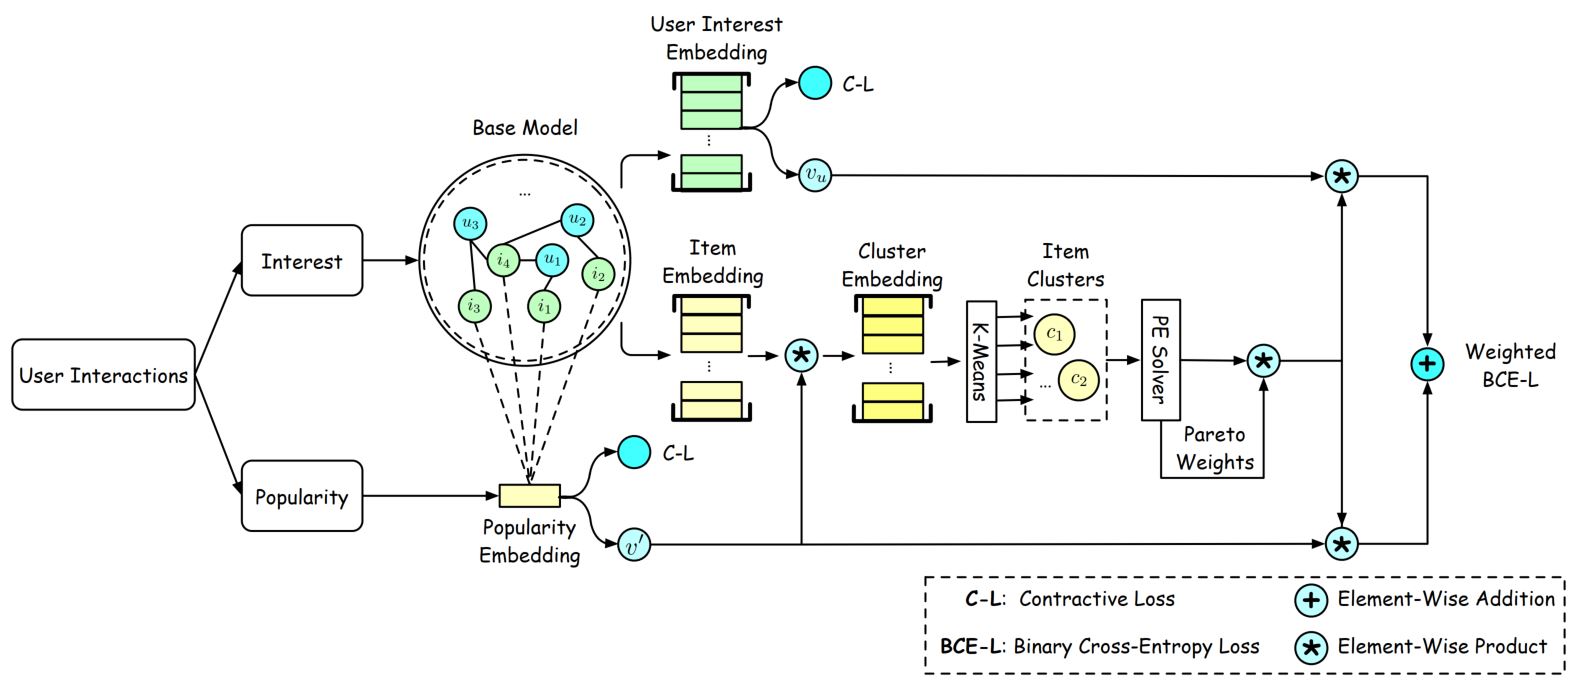 User Interest
Embedding
C-L
Base Model
...
...
v_u
u_3
u_2
i_4
u_1
i_2
i_3
i_1
Interest
Item
Embedding
...
Cluster
Embedding
...
K-Means
Item
Clusters
c_1
... c_2
PE Solver
Pareto
Weights
Weighted
BCE-L
User Interactions
C-L
Popularity
Popularity
Embedding
v'
C-L: Contractive Loss
Element-Wise Addition
BCE-L: Binary Cross-Entropy Loss
Element-Wise Product